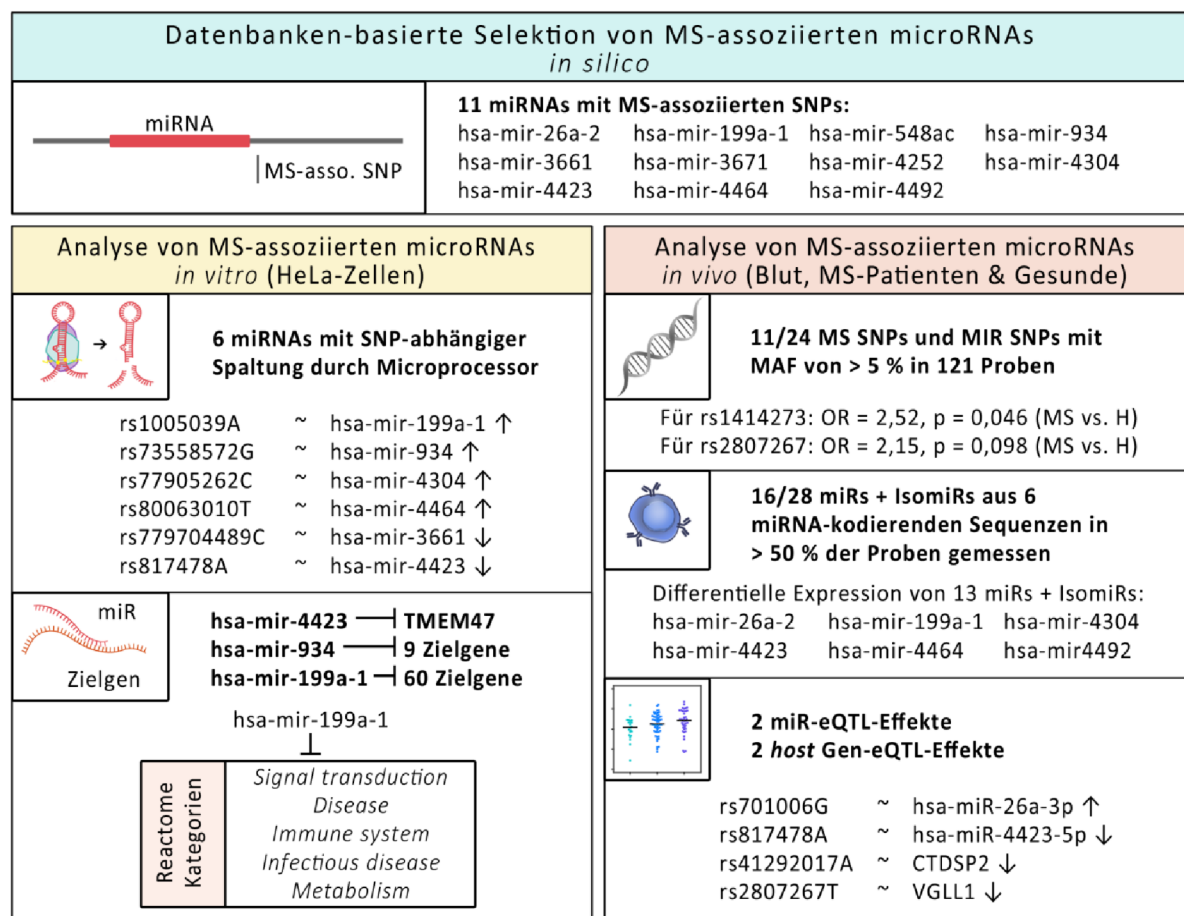 Datenbanken-basierte Selektion von MS-assoziierten microRNAs
in silico
miRNA
MS-asso. SNP
11 miRNAs mit MS-assoziierten SNPs:
hsa-mir-26a-2 hsa-mir-199a-1 hsa-mir-548ac hsa-mir-934
hsa-mir-3661 hsa-mir-3671 hsa-mir-4252 hsa-mir-4304
hsa-mir-4423 hsa-mir-4464 hsa-mir-4492
Analyse von MS-assoziierten microRNAs
in vitro (HeLa-Zellen)
6 miRNAs mit SNP-abhängiger
Spaltung durch Microprocessor
rs1005039A ~ hsa-mir-199a-1 ↑
rs73558572G ~ hsa-mir-934 ↑
rs77905262C ~ hsa-mir-4304 ↑
rs80063010T ~ hsa-mir-4464 ↑
rs779704489C ~ hsa-mir-3661 ↓
rs817478A ~ hsa-mir-4423 ↓
miR
Zielgen
hsa-mir-4423 ⊣ TMEM47
hsa-mir-934 ⊣ 9 Zielgene
hsa-mir-199a-1 ⊣ 60 Zielgene
hsa-mir-199a-1
Reactome
Kategorien
Signal transduction
Disease
Immune system
Infectious disease
Metabolism
Analyse von MS-assoziierten microRNAs
in vivo (Blut, MS-Patienten & Gesunde)
11/24 MS SNPs und MIR SNPs mit
MAF von > 5 % in 121 Proben
Für rs1414273: OR = 2,52, p = 0,046 (MS vs. H)
Für rs2807267: OR = 2,15, p = 0,098 (MS vs. H)
16/28 miRs + IsomiRs aus 6
miRNA-kodierenden Sequenzen in
> 50 % der Proben gemessen
Differentielle Expression von 13 miRs + IsomiRs:
hsa-mir-26a-2 hsa-mir-199a-1 hsa-mir-4304
hsa-mir-4423 hsa-mir-4464 hsa-mir4492
2 miR-eQTL-Effekte
2 host Gen-eQTL-Effekte
rs701006G ~ hsa-miR-26a-3p ↑
rs817478A ~ hsa-miR-4423-5p ↓
rs41292017A ~ CTDSP2 ↓
rs2807267T ~ VGLL1 ↓